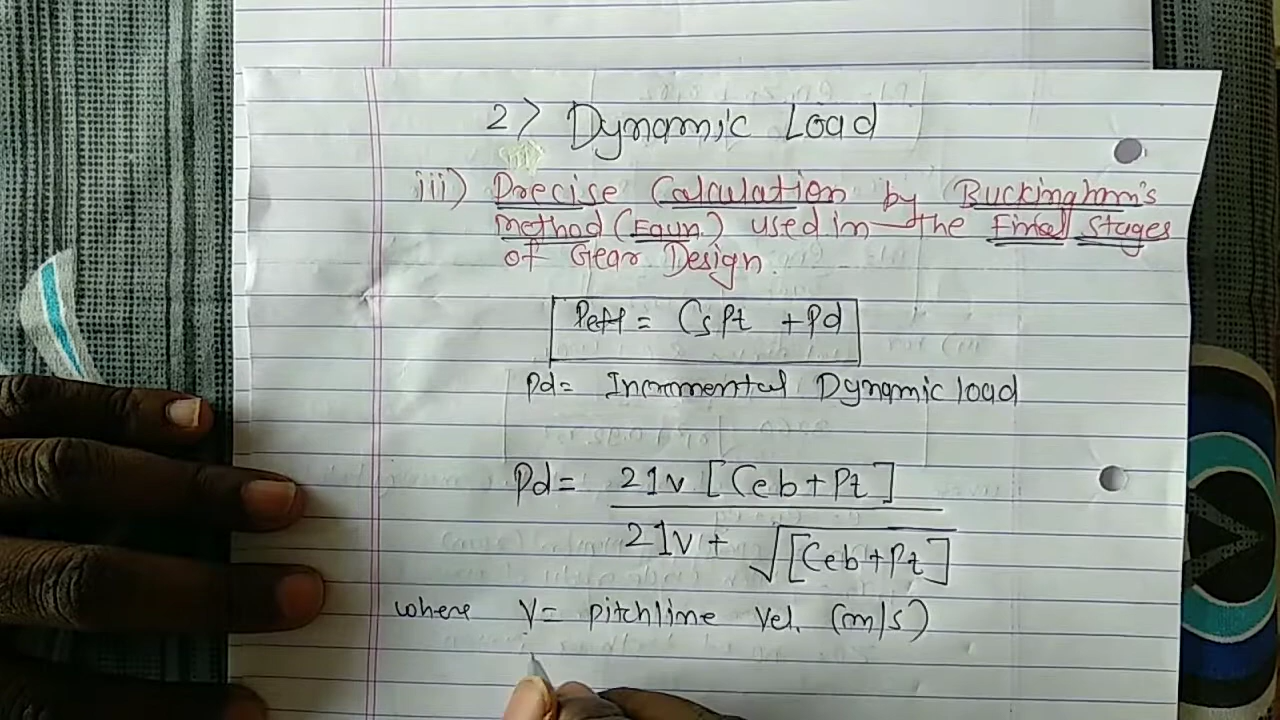 2> Dynamic Load
iii) Precise Calculation by Buckingham's
method (Eqyn.) used in the Final Stages
of Gear Design.
Peff = Cs Pt + Pd
Pd = Incremental Dynamic load
Pd = 21v [Ceb + Pt]
21v + √[Ceb + Pt]
where V = pitchline Vel. (m/s)